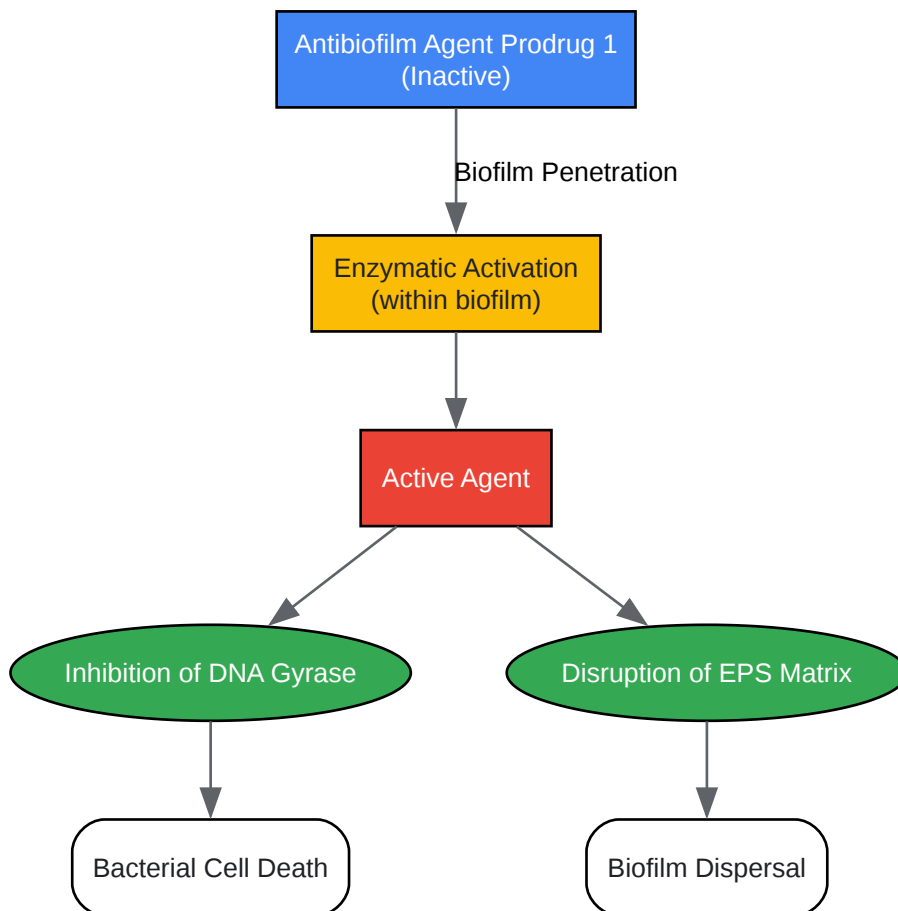 Antibiofilm Agent Prodrug 1
(Inactive)
Biofilm Penetration
Enzymatic Activation
(within biofilm)
Active Agent
Inhibition of DNA Gyrase
Disruption of EPS Matrix
Bacterial Cell Death
Biofilm Dispersal